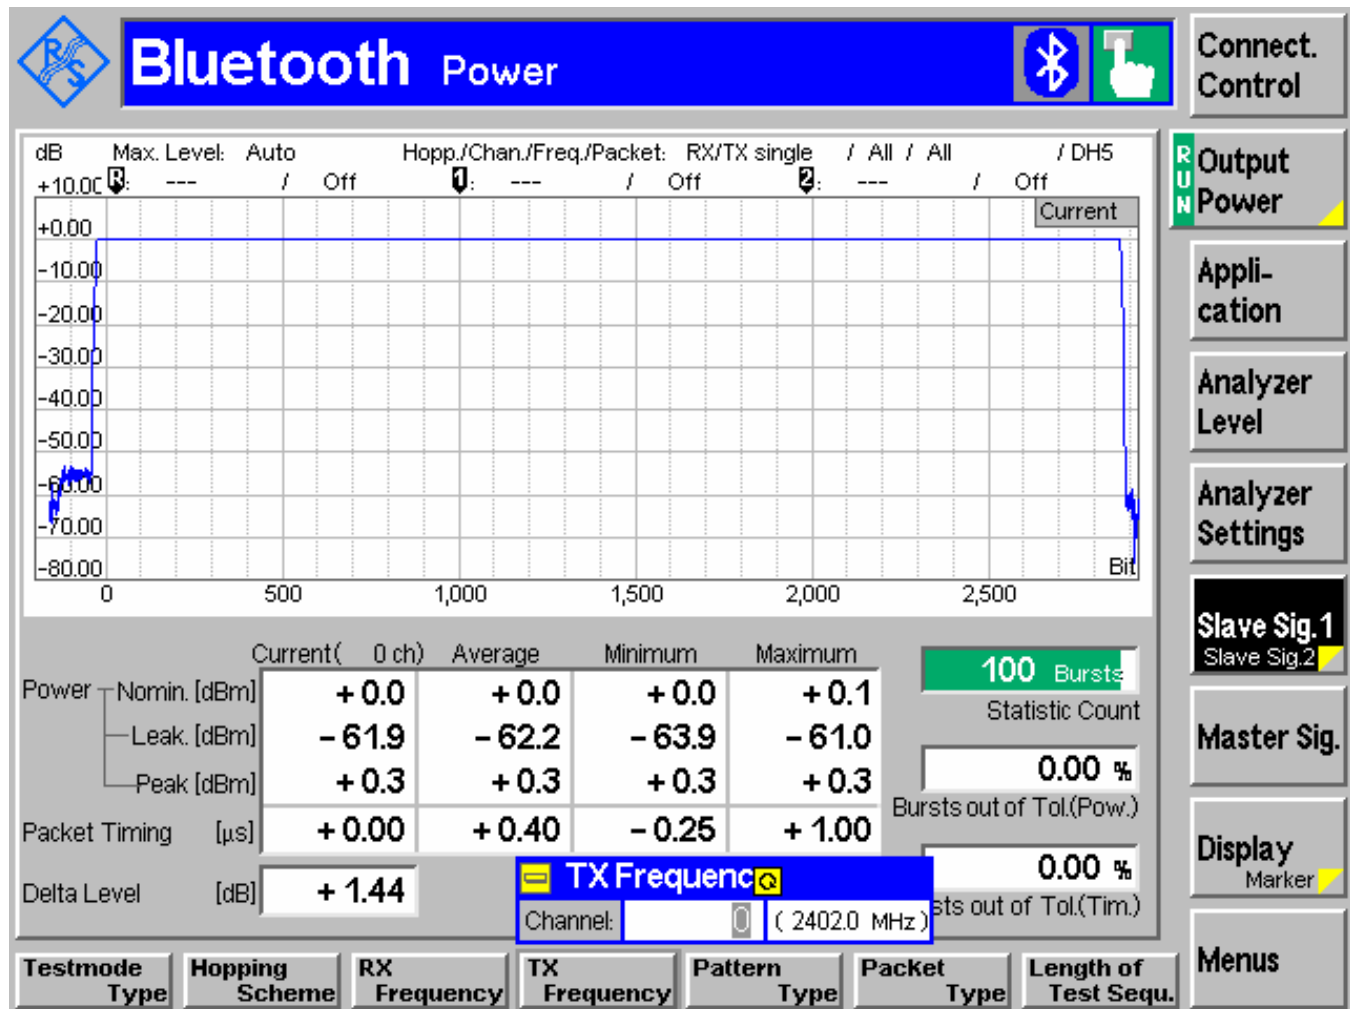 R&S
Bluetooth Power
Connect.
Control
dB Max. Level: Auto Hopp./Chan./Freq./Packet: RX/TX single / All / All / DH5
+10.00 R: --- / Off 1: --- / Off 2: --- / Off
Current
+0.00
-10.00
-20.00
-30.00
-40.00
-50.00
-60.00
-70.00
-80.00
Bit
0 500 1,000 1,500 2,000 2,500
RUN
Output
Power
Appli-
cation
Analyzer
Level
Analyzer
Settings
Slave Sig.1
Slave Sig.2
Master Sig.
Display
Marker
Menus
Current( 0 ch) Average Minimum Maximum
Power Nomin. [dBm] +0.0 +0.0 +0.0 +0.1
Leak. [dBm] -61.9 -62.2 -63.9 -61.0
Peak [dBm] +0.3 +0.3 +0.3 +0.3
Packet Timing [µs] +0.00 +0.40 -0.25 +1.00
Delta Level [dB] +1.44
100 Bursts
Statistic Count
0.00 %
Bursts out of Tol.(Pow.)
0.00 %
sts out of Tol.(Tim.)
TX Frequenc
Channel: 0 ( 2402.0 MHz )
Testmode
Type
Hopping
Scheme
RX
Frequency
TX
Frequency
Pattern
Type
Packet
Type
Length of
Test Sequ.